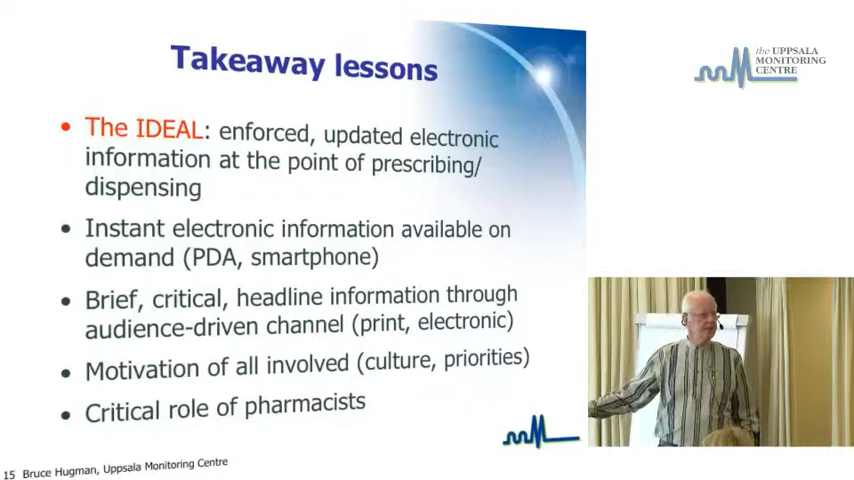 Takeaway lessons
• The IDEAL: enforced, updated electronic
information at the point of prescribing/
dispensing
• Instant electronic information available on
demand (PDA, smartphone)
• Brief, critical, headline information through
audience-driven channel (print, electronic)
• Motivation of all involved (culture, priorities)
• Critical role of pharmacists
15 Bruce Hugman, Uppsala Monitoring Centre
the UPPSALA
MONITORING
CENTRE